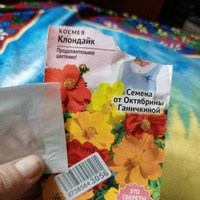 КОСМЕЯ
Клондайк
Продолжительное
цветение!
Семена
от Октябрины
Ганичкиной
ЭТО
СЕКРЕТЫ